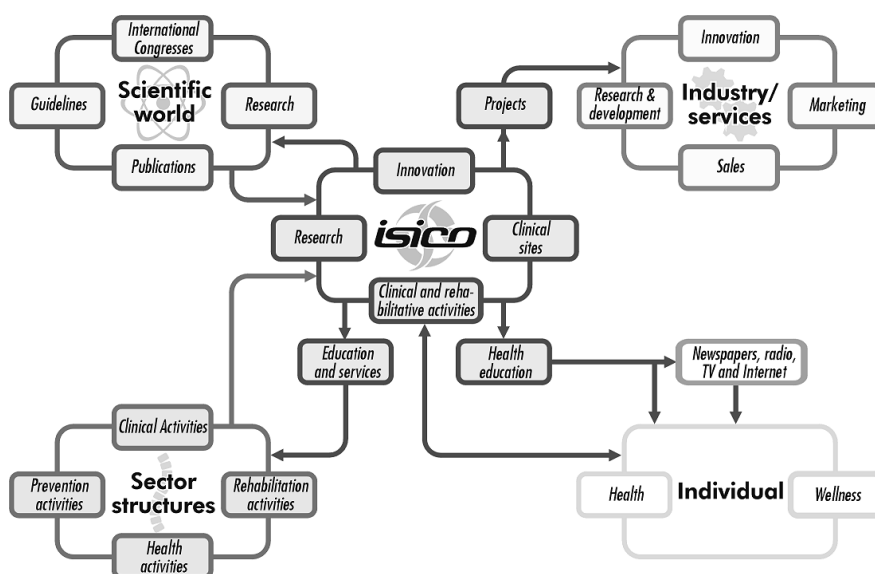 International
Congresses
Guidelines
Scientific
world
Research
Publications
Projects
Innovation
Research &
development
Industry/
services
Marketing
Sales
Innovation
Research
isico
Clinical
sites
Clinical and reha-
bilitative activities
Education
and services
Health
education
Newspapers, radio,
TV and Internet
Clinical Activities
Prevention
activities
Sector
structures
Rehabilitation
activities
Health
activities
Health
Individual
Wellness